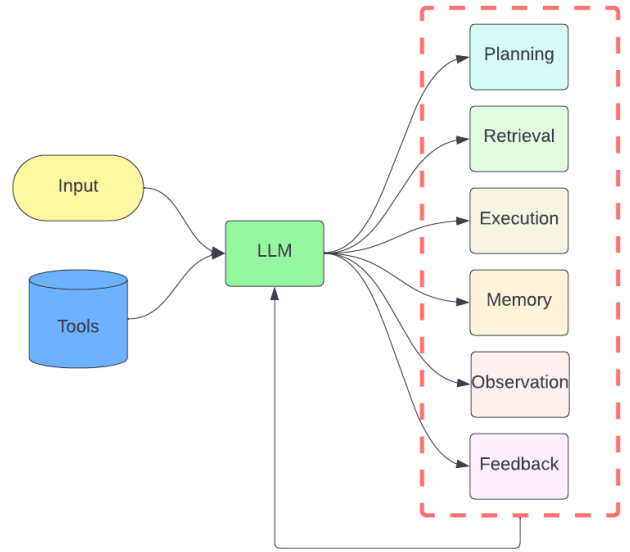 Input
Tools
LLM
Planning
Retrieval
Execution
Memory
Observation
Feedback